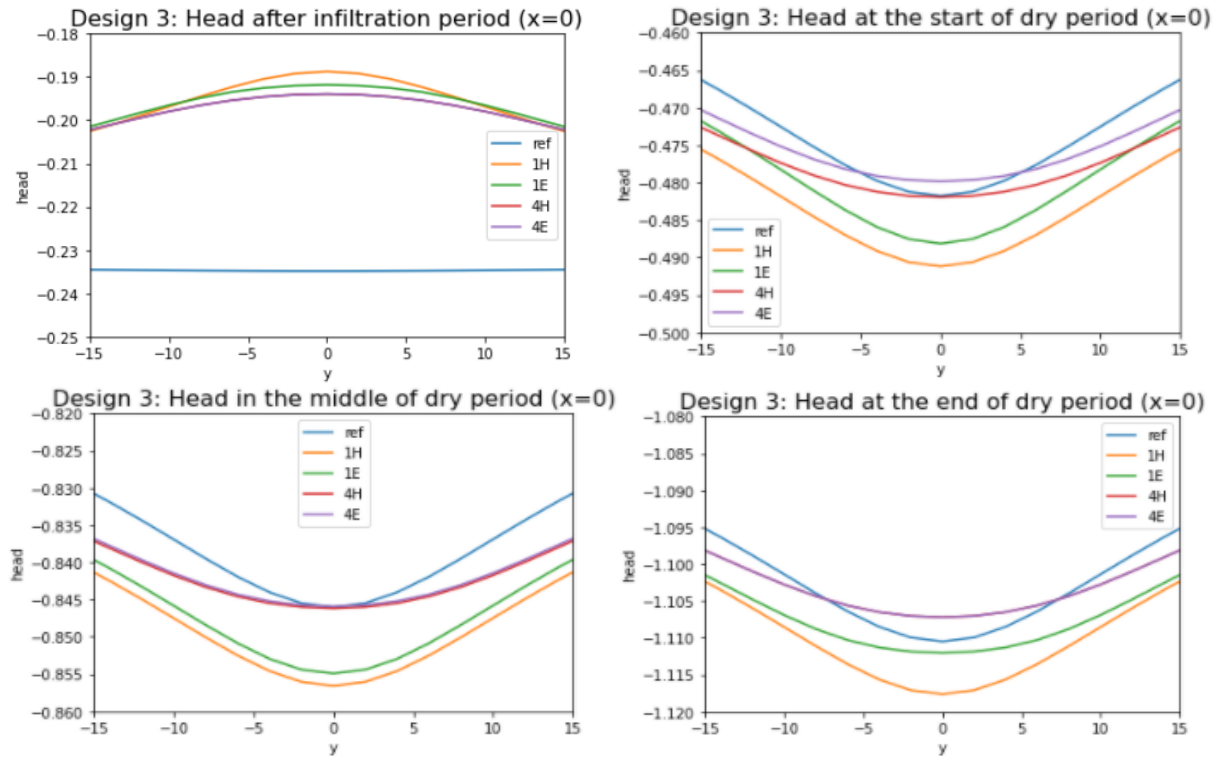 Design 3: Head after infiltration period (x=0)
−0.18
−0.19
−0.20
−0.21
−0.22
−0.23
−0.24
−0.25
head
ref
1H
1E
4H
4E
−15
−10
−5
0
5
10
15
y
Design 3: Head at the start of dry period (x=0)
−0.460
−0.465
−0.470
−0.475
−0.480
−0.485
−0.490
−0.495
−0.500
head
ref
1H
1E
4H
4E
−15
−10
−5
0
5
10
15
y
Design 3: Head in the middle of dry period (x=0)
−0.820
−0.825
−0.830
−0.835
−0.840
−0.845
−0.850
−0.855
−0.860
head
ref
1H
1E
4H
4E
−15
−10
−5
0
5
10
15
y
Design 3: Head at the end of dry period (x=0)
−1.080
−1.085
−1.090
−1.095
−1.100
−1.105
−1.110
−1.115
−1.120
head
ref
1H
1E
4H
4E
−15
−10
−5
0
5
10
15
y